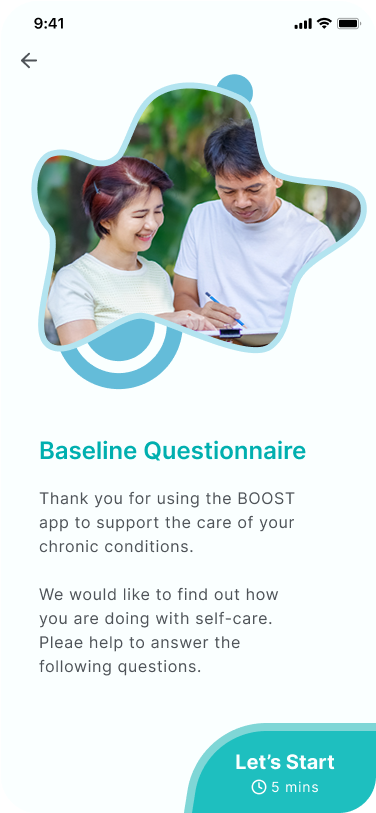 9:41
Baseline Questionnaire
Thank you for using the BOOST
app to support the care of your
chronic conditions.
We would like to find out how
you are doing with self-care.
Pleae help to answer the
following questions.
Let’s Start
5 mins